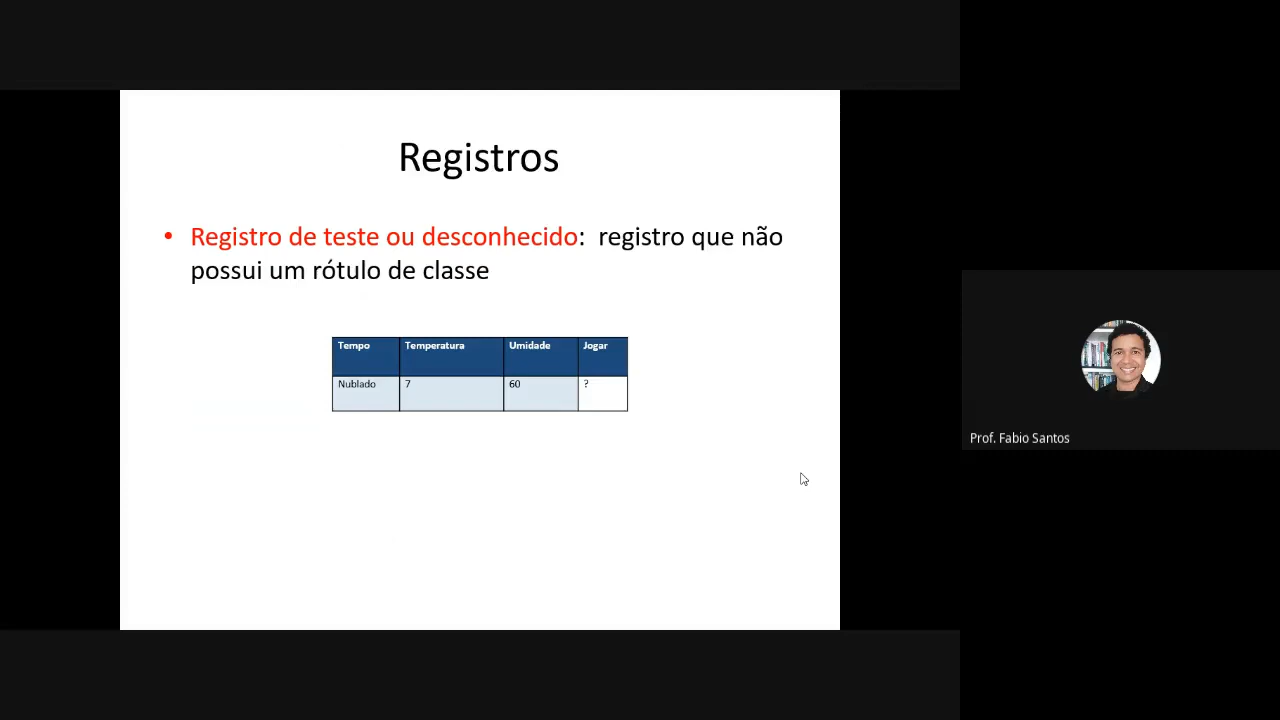 Registros
• Registro de teste ou desconhecido:  registro que não
possui um rótulo de classe
Tempo Temperatura Umidade Jogar
Nublado 7 60 ?
Prof. Fabio Santos